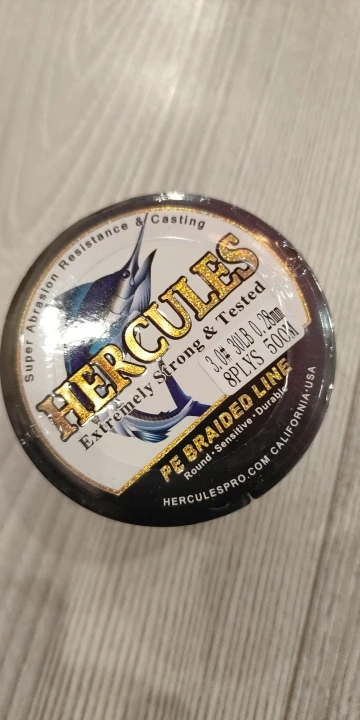 Super Abrasion Resistance & Casting
HERCULES
Extremely Strong & Tested
3.0# 30LB 0.28mm
8PLYS 500M
PE BRAIDED LINE
Round · Sensitive · Durable
HERCULESPRO.COM CALIFORNIA·USA